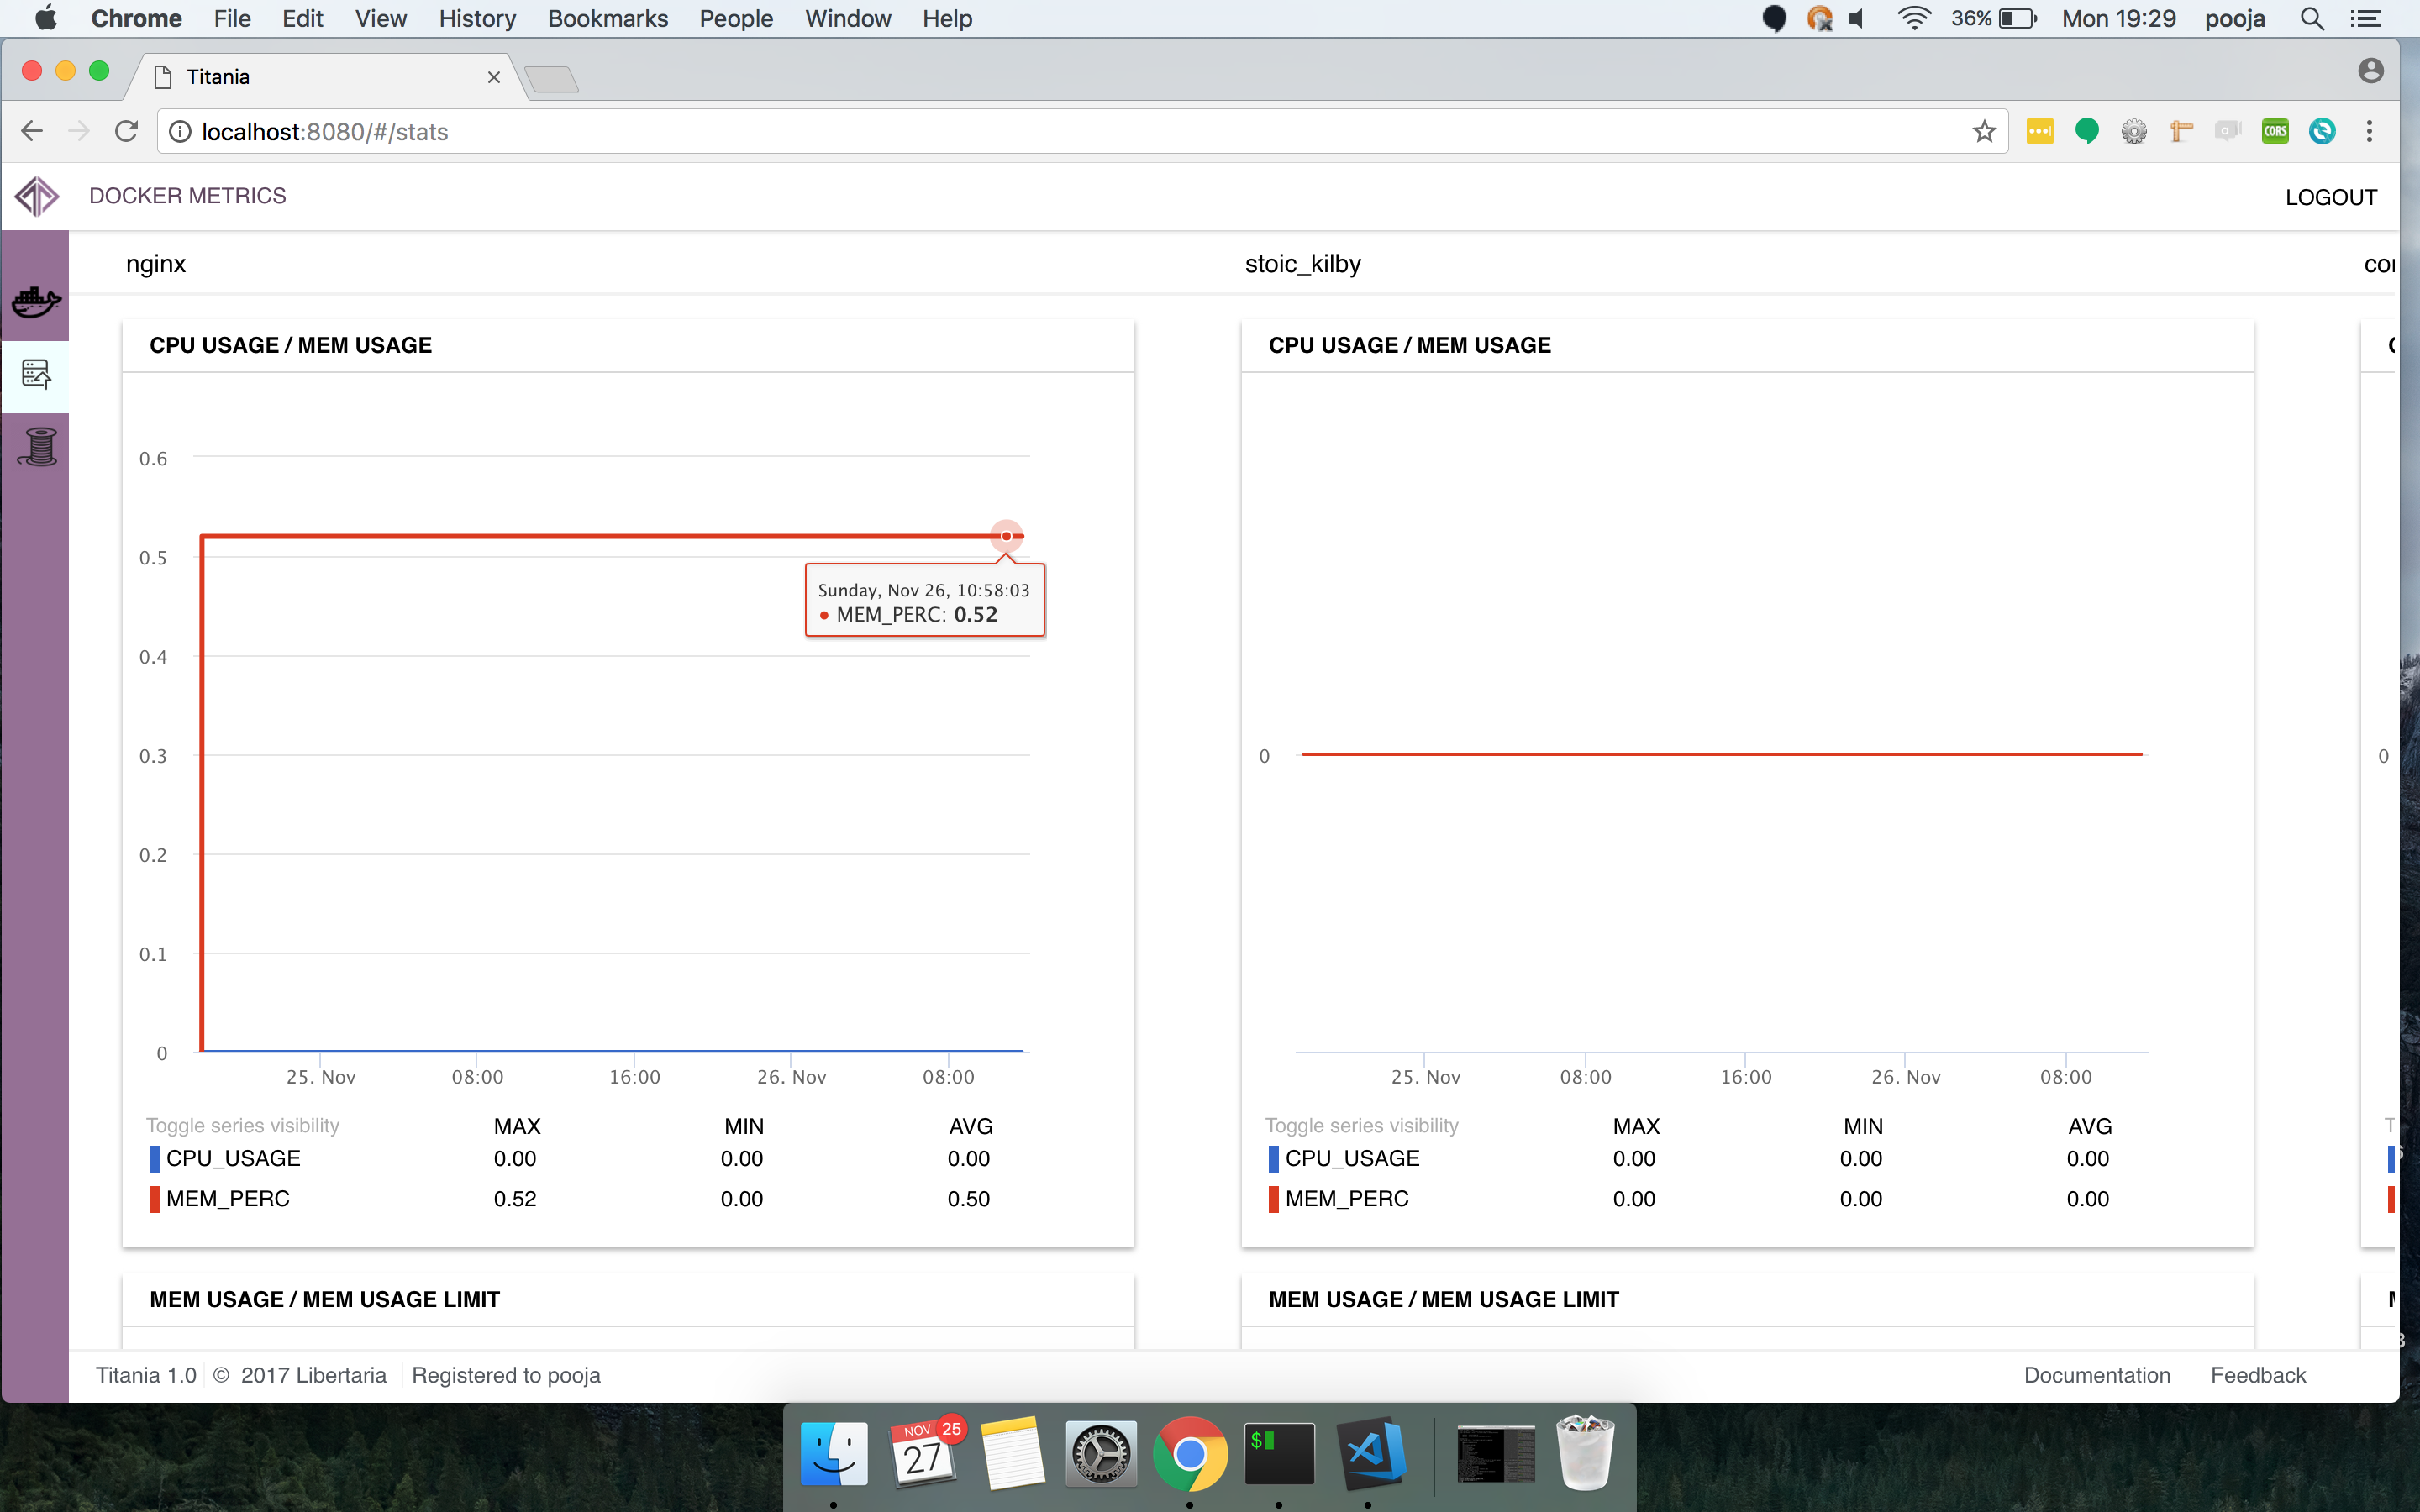 Chrome File Edit View History Bookmarks People Window Help 36% Mon 19:29 pooja
Titania
localhost:8080/#/stats
CORS
DOCKER METRICS
LOGOUT
nginx
CPU USAGE / MEM USAGE
0.6
0.5
0.4
0.3
0.2
0.1
0
Sunday, Nov 26, 10:58:03
MEM_PERC: 0.52
25. Nov 08:00 16:00 26. Nov 08:00
Toggle series visibility MAX MIN AVG
CPU_USAGE 0.00 0.00 0.00
MEM_PERC 0.52 0.00 0.50
MEM USAGE / MEM USAGE LIMIT
stoic_kilby
CPU USAGE / MEM USAGE
0
25. Nov 08:00 16:00 26. Nov 08:00
Toggle series visibility MAX MIN AVG
CPU_USAGE 0.00 0.00 0.00
MEM_PERC 0.00 0.00 0.00
MEM USAGE / MEM USAGE LIMIT
0
Titania 1.0 © 2017 Libertaria Registered to pooja
Documentation Feedback
NOV 25
27
$